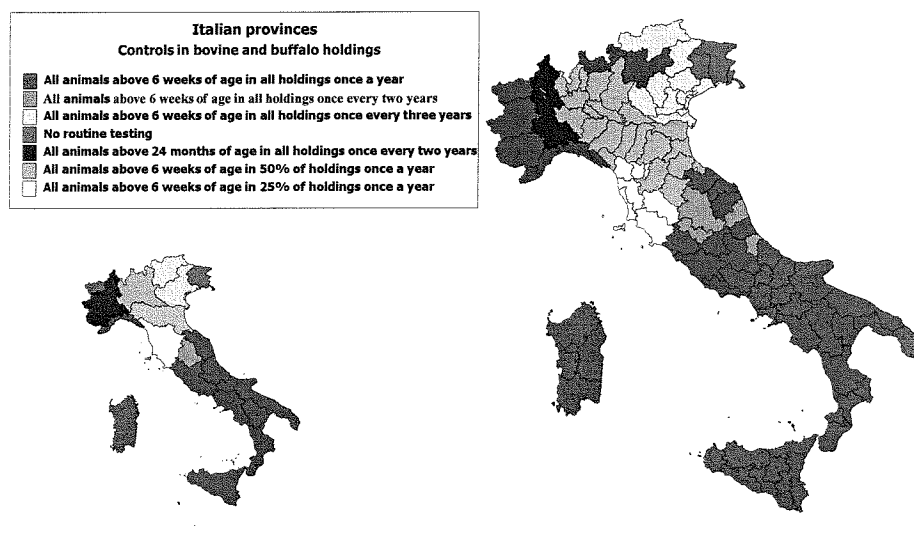 Italian provinces
Controls in bovine and buffalo holdings
All animals above 6 weeks of age in all holdings once a year
All animals above 6 weeks of age in all holdings once every two years
All animals above 6 weeks of age in all holdings once every three years
No routine testing
All animals above 24 months of age in all holdings once every two years
All animals above 6 weeks of age in 50% of holdings once a year
All animals above 6 weeks of age in 25% of holdings once a year